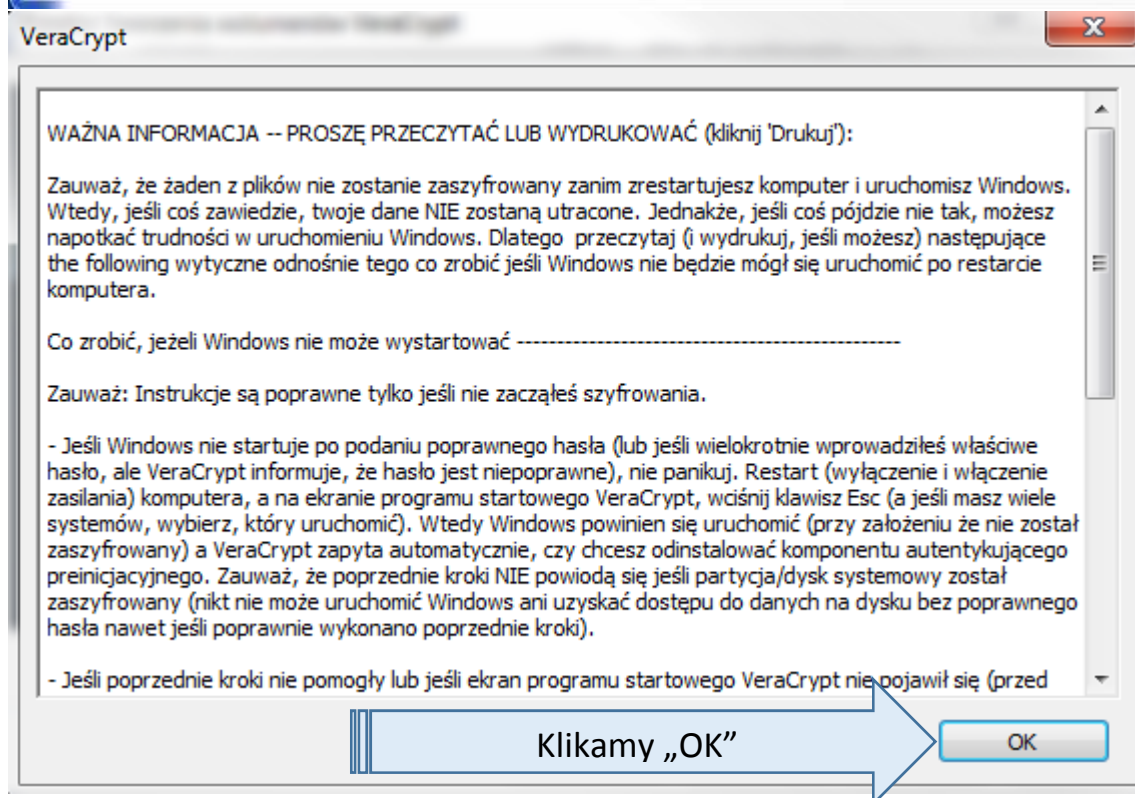 VeraCrypt
WAŻNA INFORMACJA -- PROSZĘ PRZECZYTAĆ LUB WYDRUKOWAĆ (kliknij 'Drukuj'):
Zauważ, że żaden z plików nie zostanie zaszyfrowany zanim zrestartujesz komputer i uruchomisz Windows.
Wtedy, jeśli coś zawiedzie, twoje dane NIE zostaną utracone. Jednakże, jeśli coś pójdzie nie tak, możesz
napotkać trudności w uruchomieniu Windows. Dlatego  przeczytaj (i wydrukuj, jeśli możesz) następujące
the following wytyczne odnośnie tego co zrobić jeśli Windows nie będzie mógł się uruchomić po restarcie
komputera.
Co zrobić, jeżeli Windows nie może wystartować ------------------------------------------------
Zauważ: Instrukcje są poprawne tylko jeśli nie zacząłeś szyfrowania.
- Jeśli Windows nie startuje po podaniu poprawnego hasła (lub jeśli wielokrotnie wprowadziłeś właściwe
hasło, ale VeraCrypt informuje, że hasło jest niepoprawne), nie panikuj. Restart (wyłączenie i włączenie
zasilania) komputera, a na ekranie programu startowego VeraCrypt, wciśnij klawisz Esc (a jeśli masz wiele
systemów, wybierz, który uruchomić). Wtedy Windows powinien się uruchomić (przy założeniu że nie został
zaszyfrowany) a VeraCrypt zapyta automatycznie, czy chcesz odinstalować komponentu autentykującego
preinicjacyjnego. Zauważ, że poprzednie kroki NIE powiodą się jeśli partycja/dysk systemowy został
zaszyfrowany (nikt nie może uruchomić Windows ani uzyskać dostępu do danych na dysku bez poprawnego
hasła nawet jeśli poprawnie wykonano poprzednie kroki).
- Jeśli poprzednie kroki nie pomogły lub jeśli ekran programu startowego VeraCrypt nie pojawił się (przed
Klikamy „OK”
OK